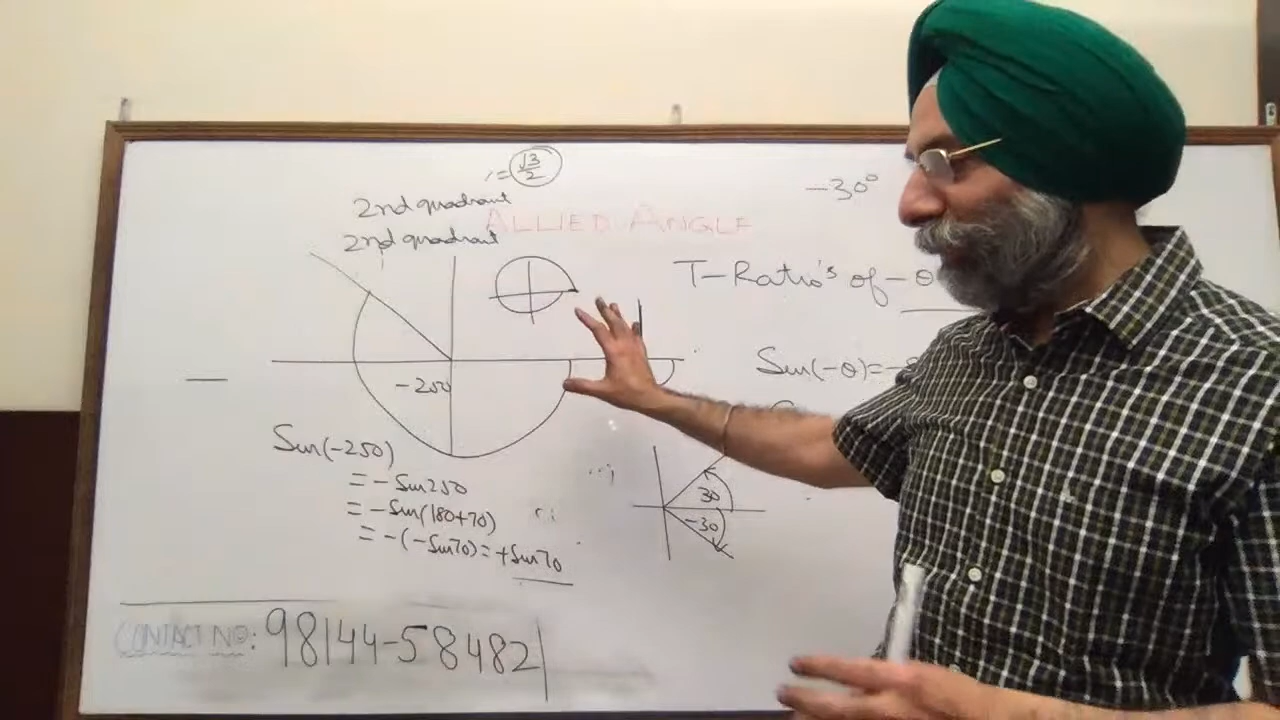 = √3/2
-30°
2nd quadrant
ALLIED ANGLE
2nd quadrant
T-Ratio's of -θ
Sin(-θ)=-
-250
Sin(-250)
= -Sin250
= -Sin(180+70)
= -(-Sin70)=+Sin70
30
-30
CONTACT NO: 98144-58482